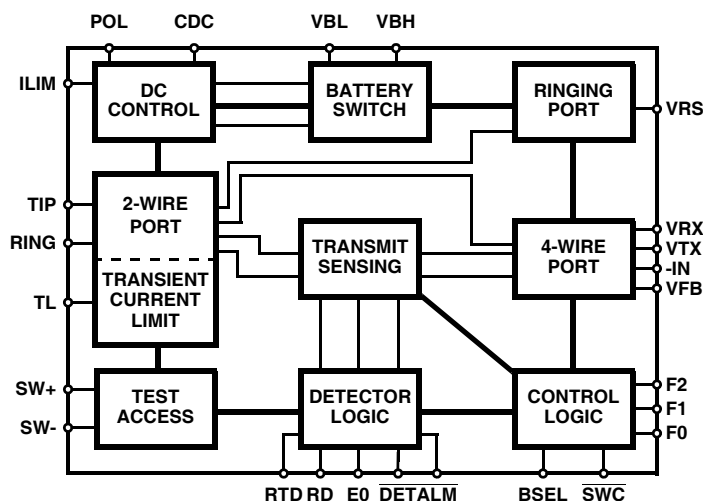 POL CDC VBL VBH
ILIM
DC
CONTROL
BATTERY
SWITCH
RINGING
PORT
VRS
TIP
RING
TL
2-WIRE
PORT
TRANSIENT
CURRENT
LIMIT
TRANSMIT
SENSING
4-WIRE
PORT
VRX
VTX
-IN
VFB
SW+
SW-
TEST
ACCESS
DETECTOR
LOGIC
CONTROL
LOGIC
F2
F1
F0
RTD RD E0 DET ALM BSEL SWC